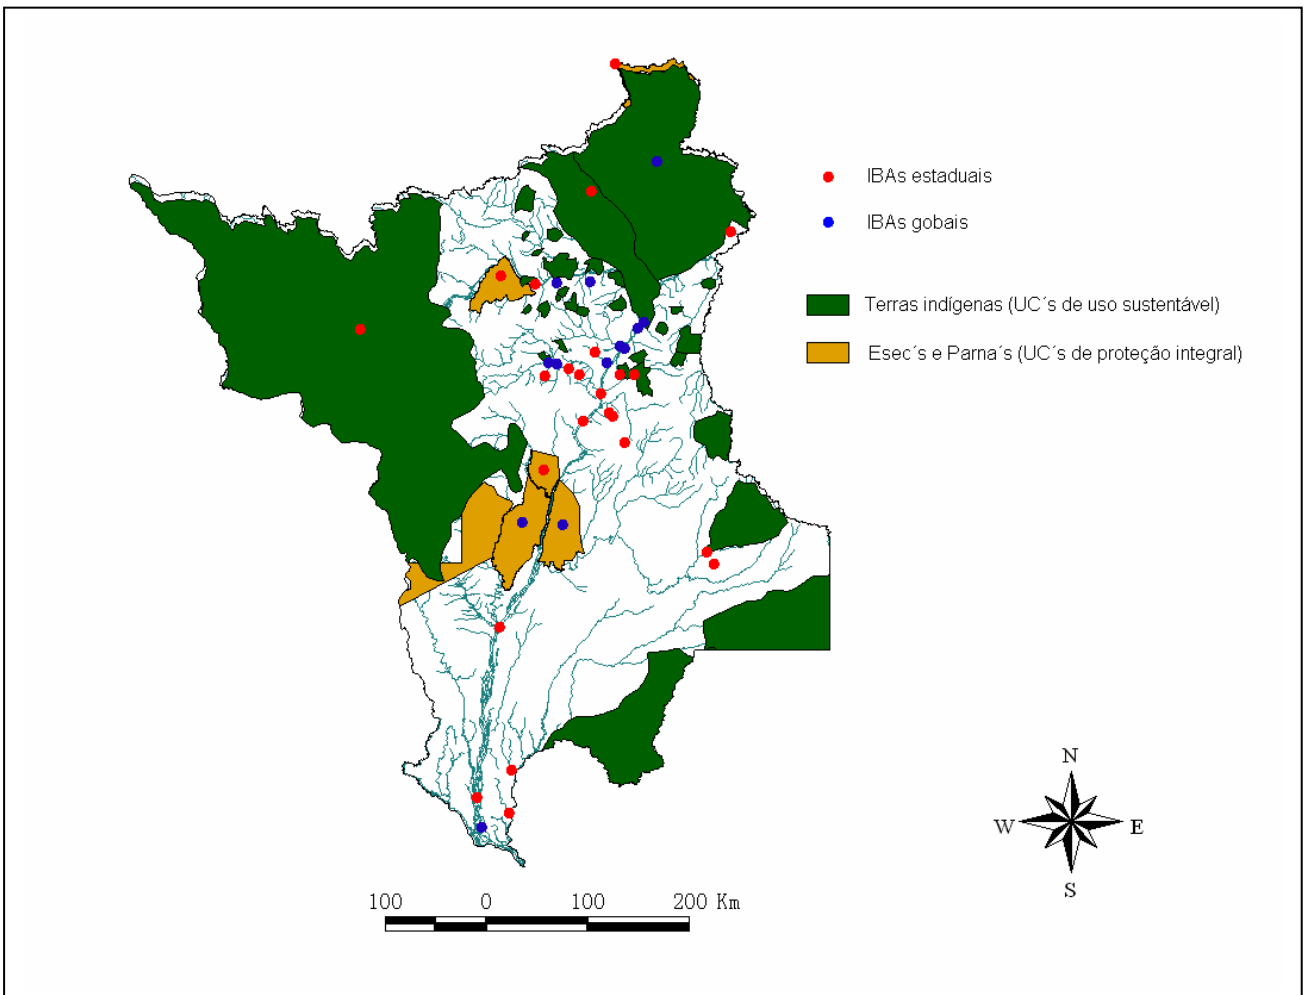 IBAs estaduais
IBAs gobais
Terras indígenas (UC´s de uso sustentável)
Esec´s e Parna´s (UC´s de proteção integral)
N
W E
S
100 0 100 200 Km